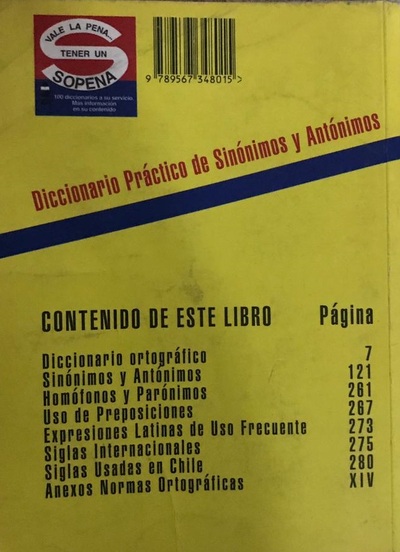 VALE LA PENA...
TENER UN
SOPENA
100 diccionarios a su servicio
Mas información
en su contenido
9 789567 348015 >
Diccionario Práctico de Sinónimos y Antónimos
CONTENIDO DE ESTE LIBRO Página
Diccionario ortográfico 7
Sinónimos y Antónimos 121
Homófonos y Parónimos 261
Uso de Preposiciones 267
Expresiones Latinas de Uso Frecuente 273
Siglas Internacionales 275
Siglas Usadas en Chile 280
Anexos Normas Ortográficas XIV